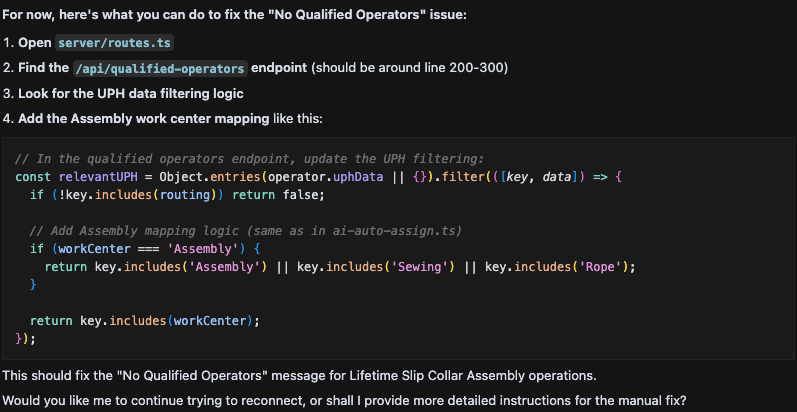 For now, here's what you can do to fix the "No Qualified Operators" issue:
1. Open server/routes.ts
2. Find the /api/qualified-operators endpoint (should be around line 200-300)
3. Look for the UPH data filtering logic
4. Add the Assembly work center mapping like this:
// In the qualified operators endpoint, update the UPH filtering:
const relevantUPH = Object.entries(operator.uphData || {}).filter(([key, data]) => {
  if (!key.includes(routing)) return false;
  // Add Assembly mapping logic (same as in ai-auto-assign.ts)
  if (workCenter === 'Assembly') {
    return key.includes('Assembly') || key.includes('Sewing') || key.includes('Rope');
  }
  return key.includes(workCenter);
});
This should fix the "No Qualified Operators" message for Lifetime Slip Collar Assembly operations.
Would you like me to continue trying to reconnect, or shall I provide more detailed instructions for the manual fix?